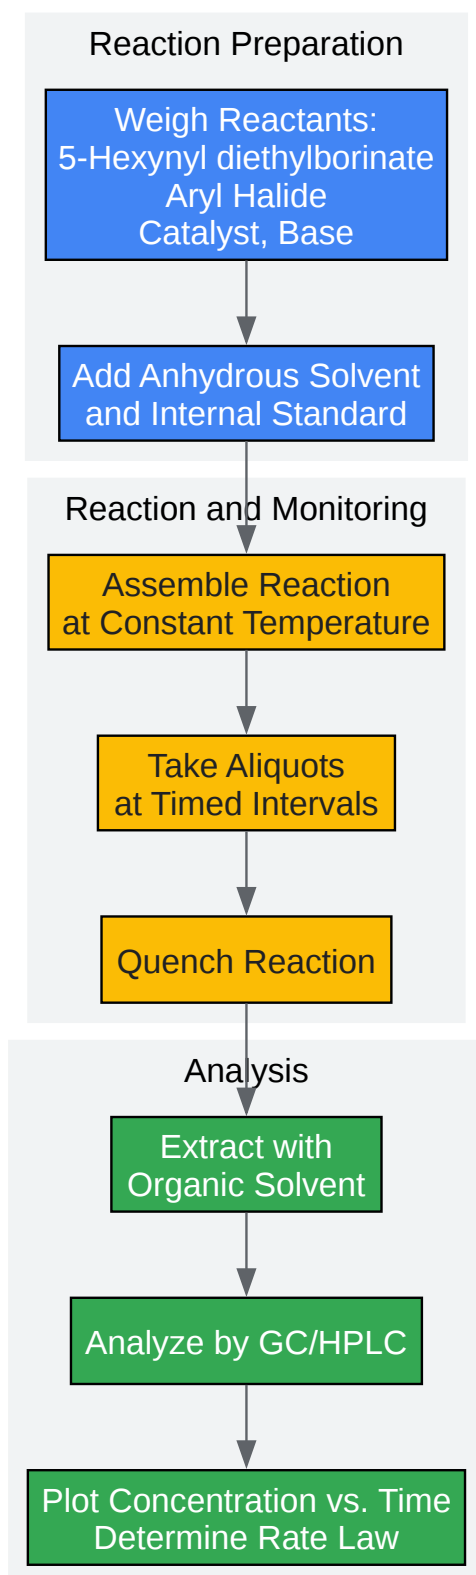 Reaction Preparation
Weigh Reactants:
5-Hexynyl diethylborinate
Aryl Halide
Catalyst, Base
Add Anhydrous Solvent
and Internal Standard
Reaction and Monitoring
Assemble Reaction
at Constant Temperature
Take Aliquots
at Timed Intervals
Quench Reaction
Analysis
Extract with
Organic Solvent
Analyze by GC/HPLC
Plot Concentration vs. Time
Determine Rate Law